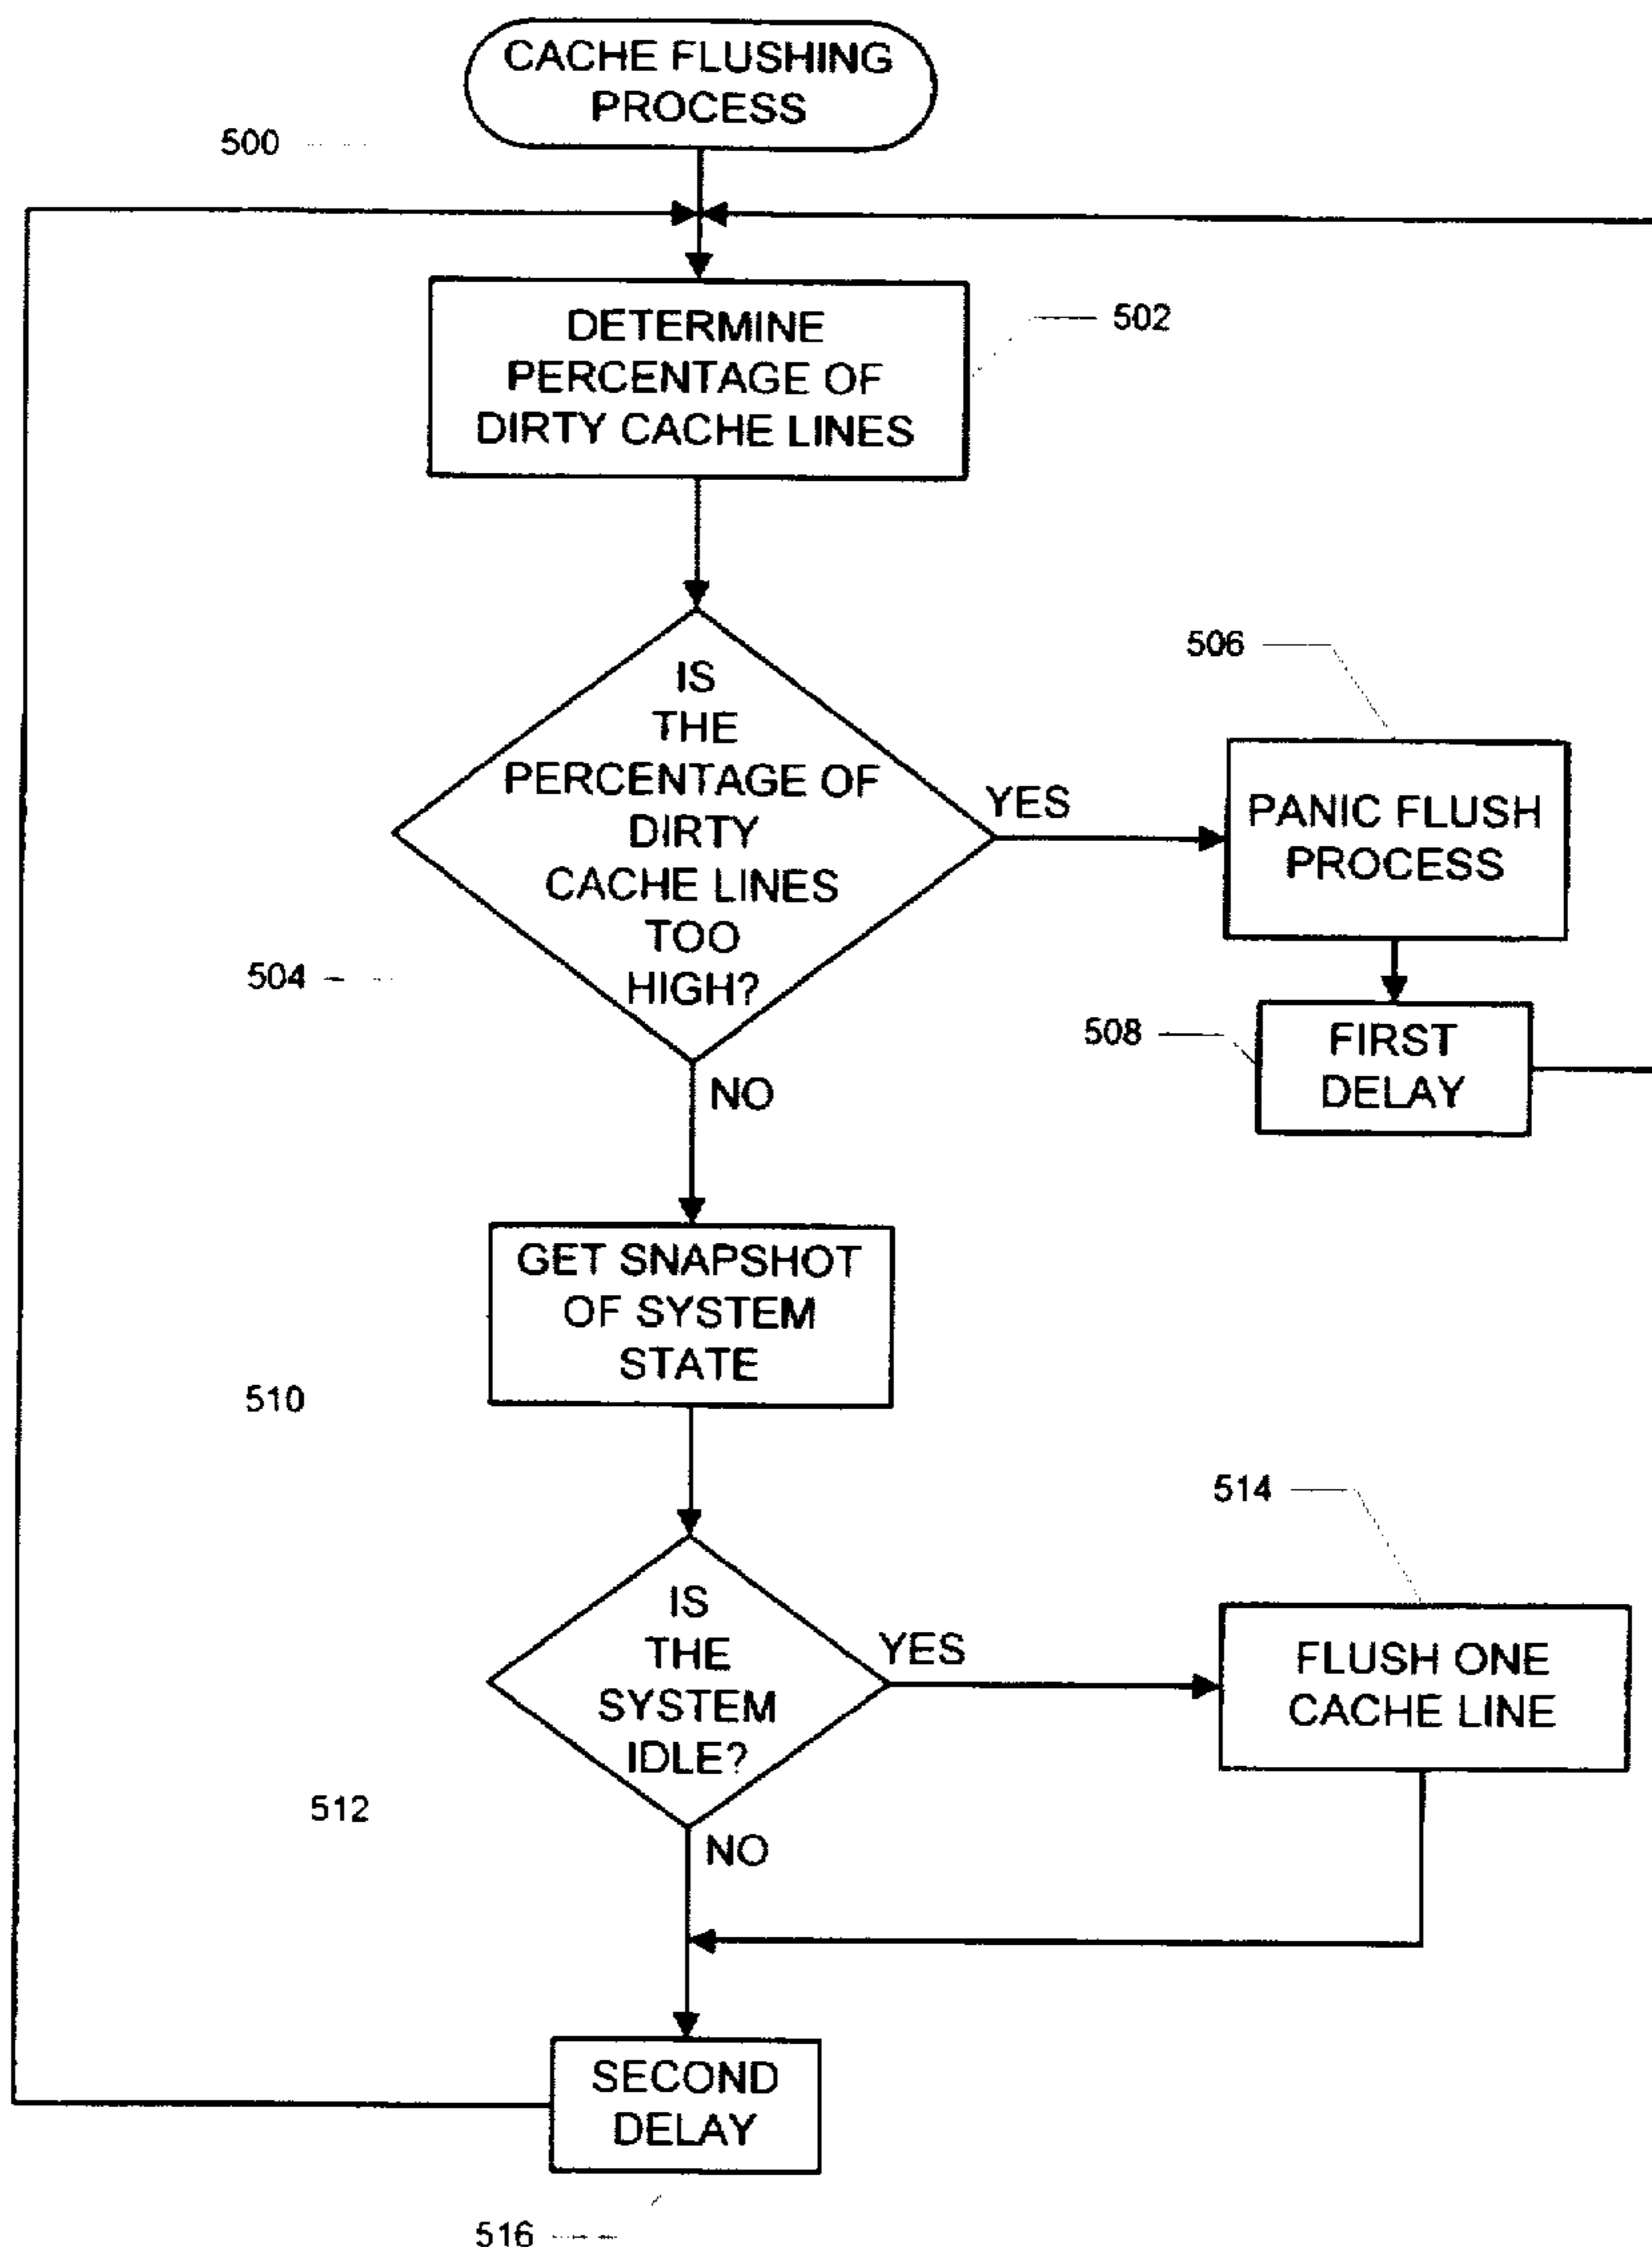 CACHE FLUSHING
PROCESS
500
DETERMINE
PERCENTAGE OF
DIRTY CACHE LINES
502
IS
THE
PERCENTAGE OF
DIRTY
CACHE LINES
TOO
HIGH?
504
YES
506
PANIC FLUSH
PROCESS
508
FIRST
DELAY
NO
GET SNAPSHOT
OF SYSTEM
STATE
510
IS
THE
SYSTEM
IDLE?
512
YES
514
FLUSH ONE
CACHE LINE
NO
SECOND
DELAY
516